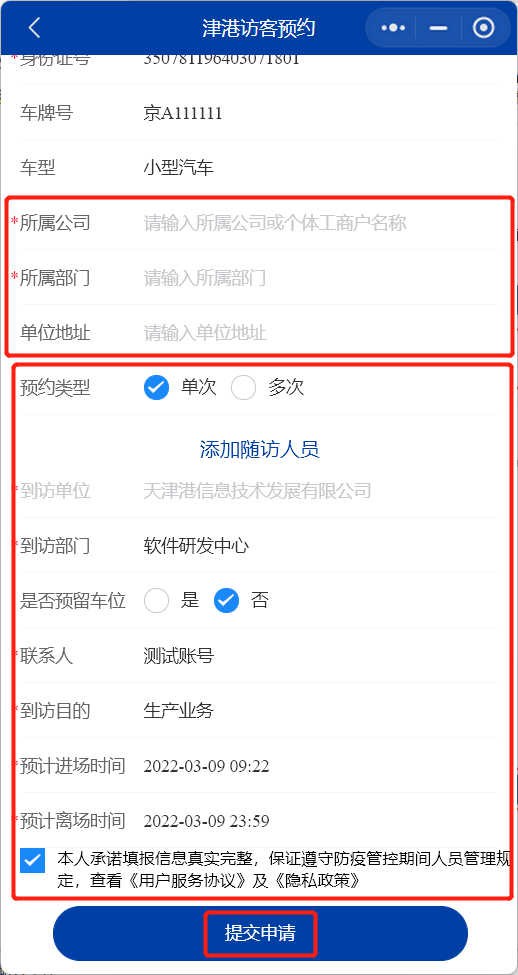 津港访客预约
*身份证号 350781196403071801
车牌号 京A111111
车型 小型汽车
*所属公司 请输入所属公司或个体工商户名称
*所属部门 请输入所属部门
单位地址 请输入单位地址
预约类型 单次 多次
添加随访人员
*到访单位 天津港信息技术发展有限公司
*到访部门 软件研发中心
是否预留车位 是 否
*联系人 测试账号
*到访目的 生产业务
*预计进场时间 2022-03-09 09:22
*预计离场时间 2022-03-09 23:59
本人承诺填报信息真实完整，保证遵守防疫管控期间人员管理规
定，查看《用户服务协议》及《隐私政策》
提交申请